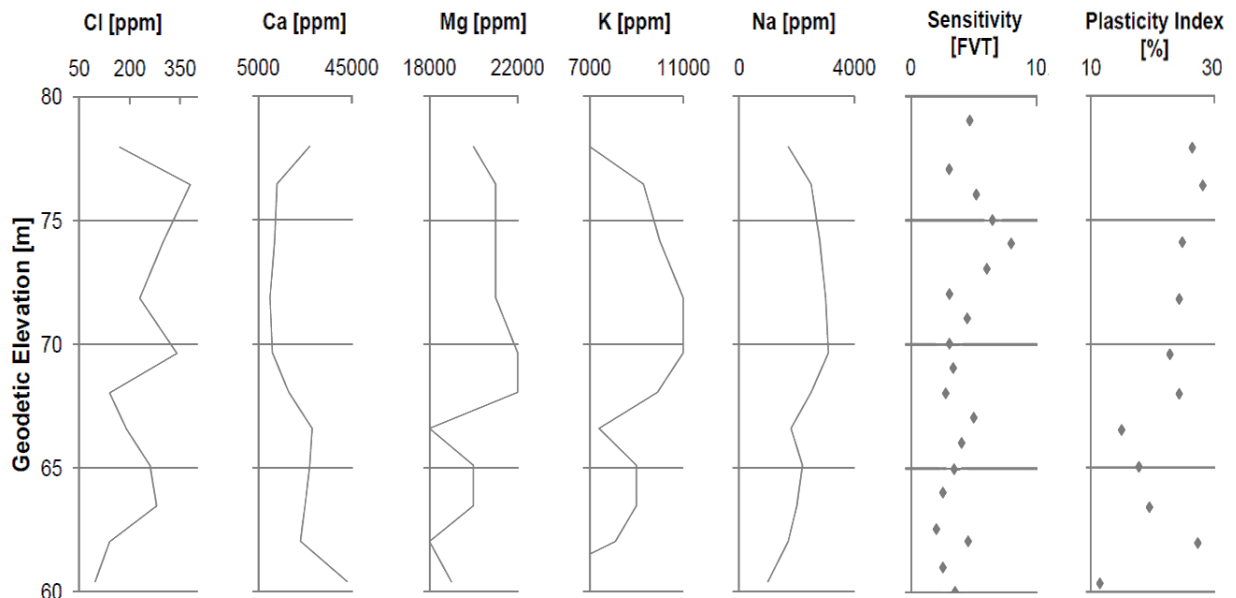 Cl [ppm] Ca [ppm] Mg [ppm] K [ppm] Na [ppm] Sensitivity [FVT] Plasticity Index [%]
50 200 350 5000 45000 18000 22000 7000 11000 0 4000 0 10 10 30
80
75
70
65
60
Geodetic Elevation [m]